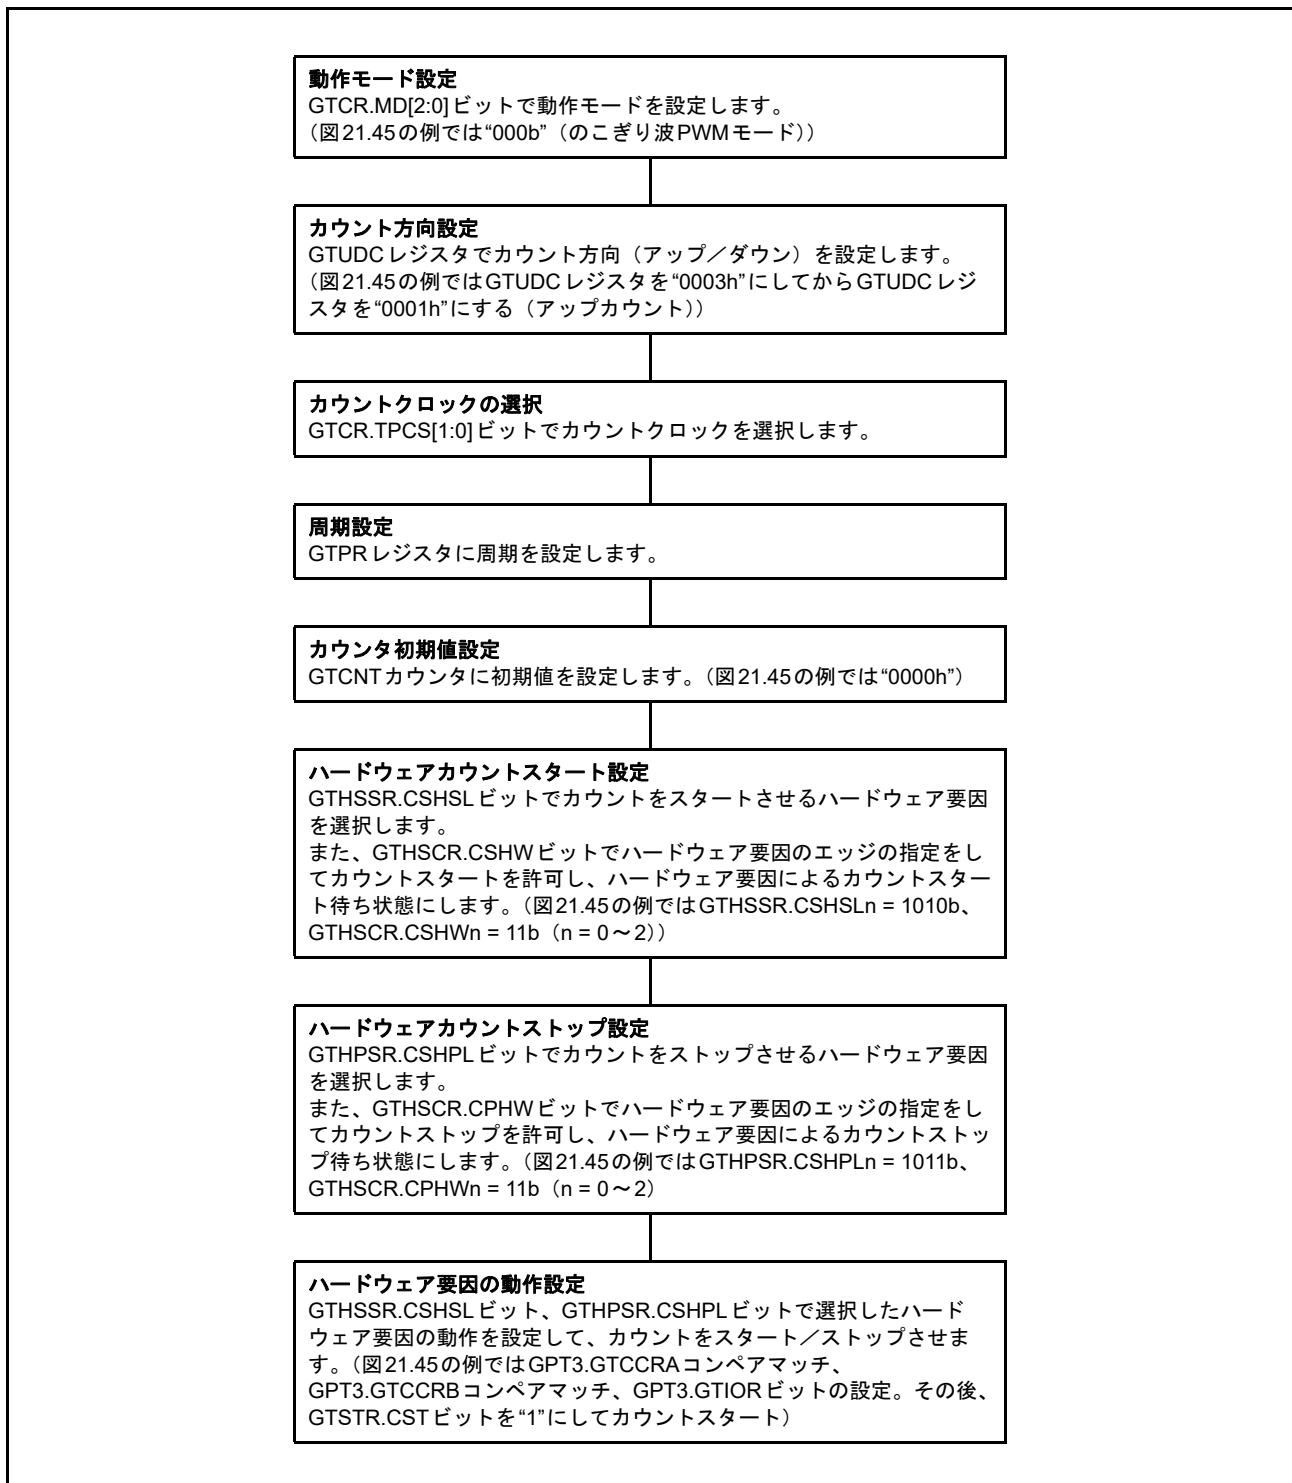 動作モード設定
GTCR.MD[2:0]ビットで動作モードを設定します。
（図21.45の例では“000b”（のこぎり波PWMモード））
カウント方向設定
GTUDCレジスタでカウント方向（アップ／ダウン）を設定します。
（図21.45の例ではGTUDCレジスタを“0003h”にしてからGTUDCレジ
スタを“0001h”にする（アップカウント））
カウントクロックの選択
GTCR.TPCS[1:0]ビットでカウントクロックを選択します。
周期設定
GTPRレジスタに周期を設定します。
カウンタ初期値設定
GTCNTカウンタに初期値を設定します。（図21.45の例では“0000h”）
ハードウェアカウントスタート設定
GTHSSR.CSHSLビットでカウントをスタートさせるハードウェア要因
を選択します。
また、GTHSCR.CSHWビットでハードウェア要因のエッジの指定をし
てカウントスタートを許可し、ハードウェア要因によるカウントスター
ト待ち状態にします。（図21.45の例ではGTHSSR.CSHSLn = 1010b、
GTHSCR.CSHWn = 11b（n = 0～2））
ハードウェアカウントストップ設定
GTHPSR.CSHPLビットでカウントをストップさせるハードウェア要因
を選択します。
また、GTHSCR.CPHWビットでハードウェア要因のエッジの指定をし
てカウントストップを許可し、ハードウェア要因によるカウントストッ
プ待ち状態にします。（図21.45の例ではGTHPSR.CSHPLn = 1011b、
GTHSCR.CPHWn = 11b（n = 0～2）
ハードウェア要因の動作設定
GTHSSR.CSHSLビット、GTHPSR.CSHPLビットで選択したハード
ウェア要因の動作を設定して、カウントをスタート／ストップさせま
す。（図21.45の例ではGPT3.GTCCRAコンペアマッチ、
GPT3.GTCCRBコンペアマッチ、GPT3.GTIORビットの設定。その後、
GTSTR.CSTビットを“1”にしてカウントスタート）